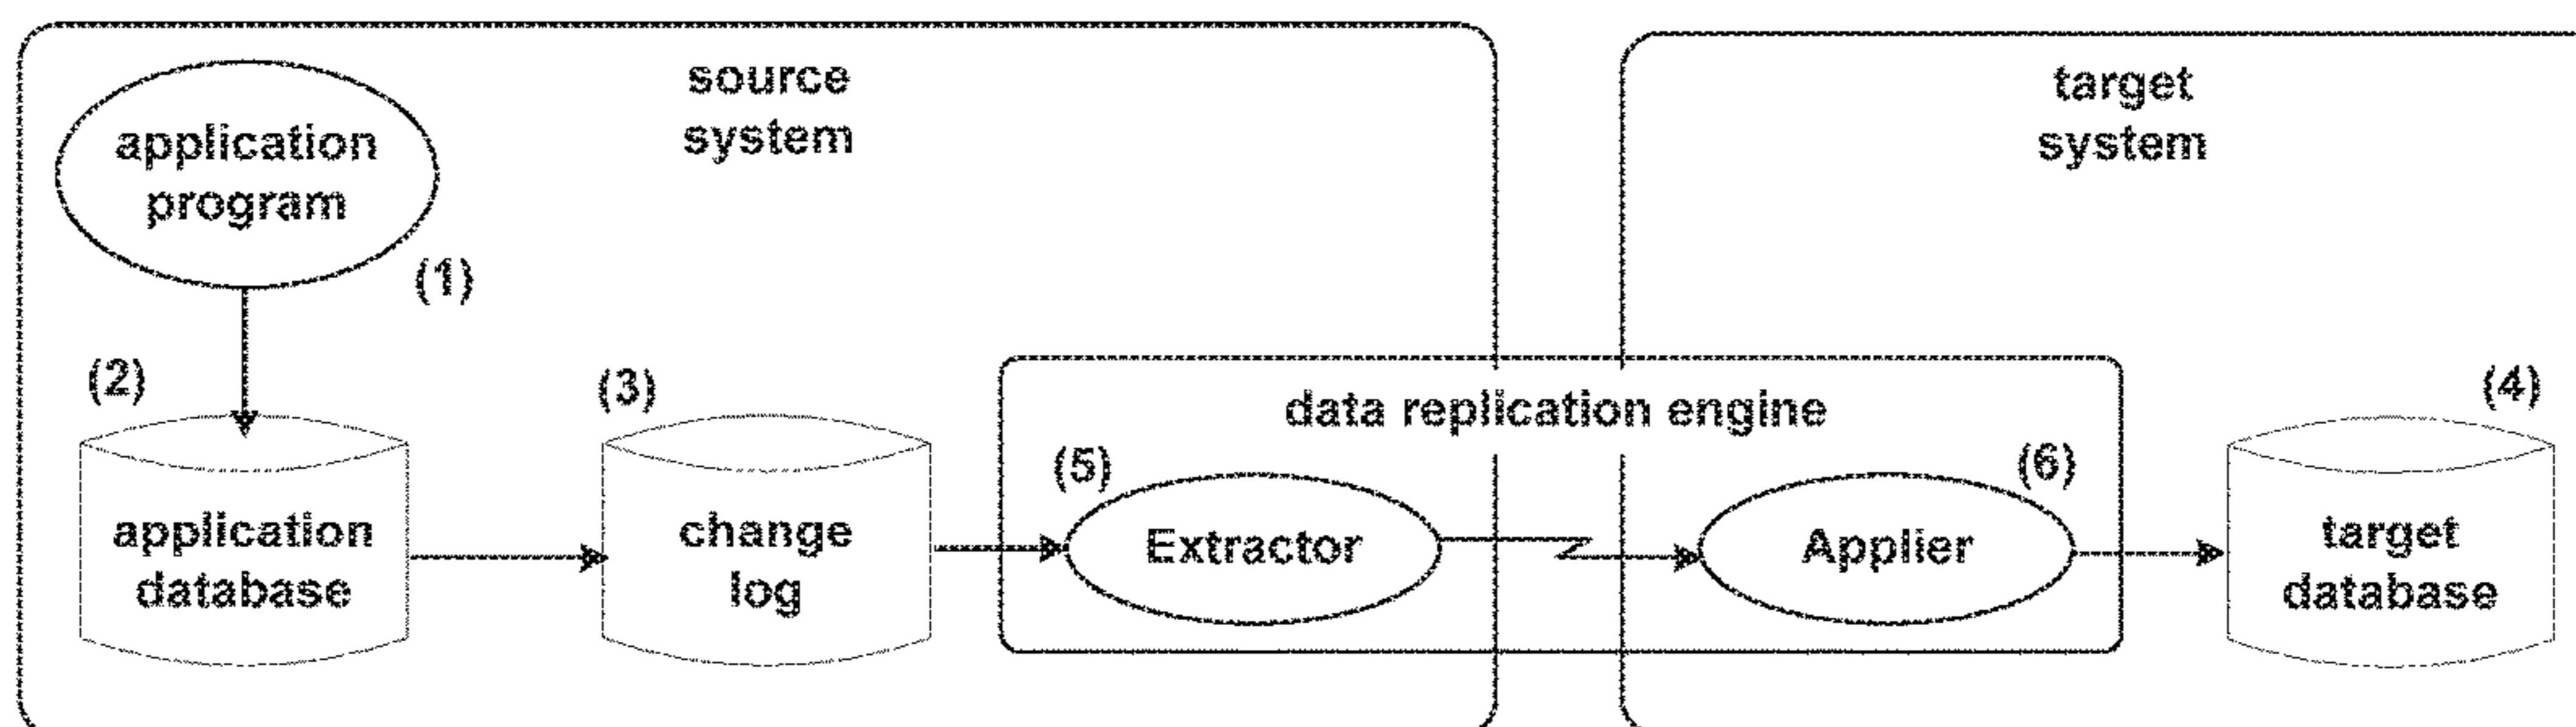 source
system
target
system
application
program
(1)
(2)
(3)
(4)
data replication engine
(5)
(6)
application
database
change
log
Extractor
Applier
target
database